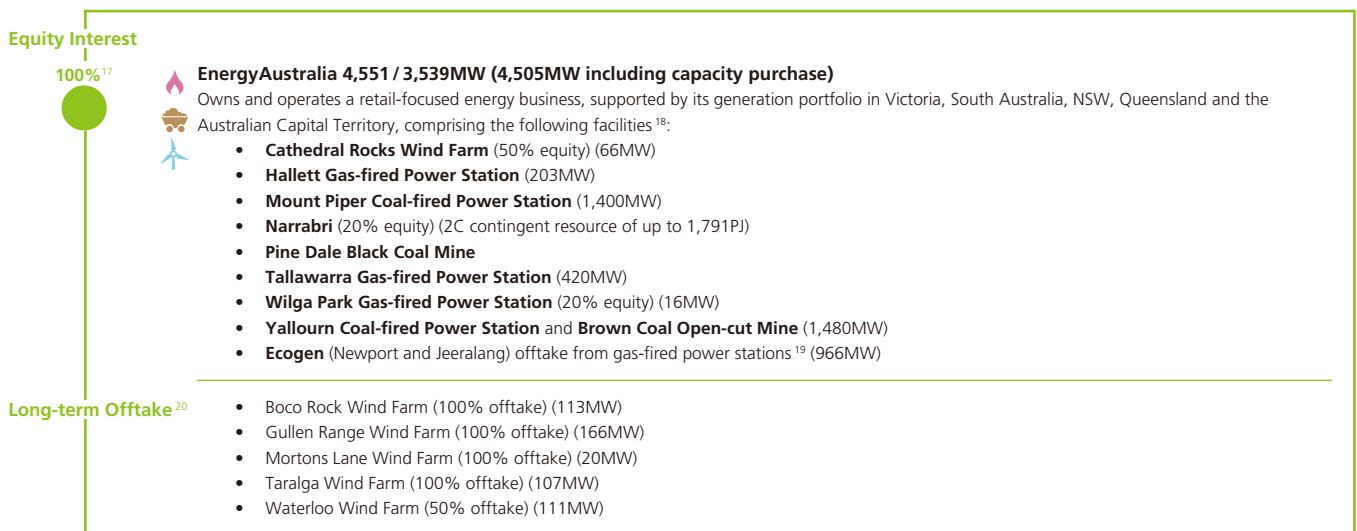 Equity Interest
100% 17
EnergyAustralia 4,551 / 3,539MW (4,505MW including capacity purchase)
Owns and operates a retail-focused energy business, supported by its generation portfolio in Victoria, South Australia, NSW, Queensland and the
Australian Capital Territory, comprising the following facilities 18:
• Cathedral Rocks Wind Farm (50% equity) (66MW)
• Hallett Gas-fired Power Station (203MW)
• Mount Piper Coal-fired Power Station (1,400MW)
• Narrabri (20% equity) (2C contingent resource of up to 1,791PJ)
• Pine Dale Black Coal Mine
• Tallawarra Gas-fired Power Station (420MW)
• Wilga Park Gas-fired Power Station (20% equity) (16MW)
• Yallourn Coal-fired Power Station and Brown Coal Open-cut Mine (1,480MW)
• Ecogen (Newport and Jeeralang) offtake from gas-fired power stations 19 (966MW)
Long-term Offtake 20
• Boco Rock Wind Farm (100% offtake) (113MW)
• Gullen Range Wind Farm (100% offtake) (166MW)
• Mortons Lane Wind Farm (100% offtake) (20MW)
• Taralga Wind Farm (100% offtake) (107MW)
• Waterloo Wind Farm (50% offtake) (111MW)